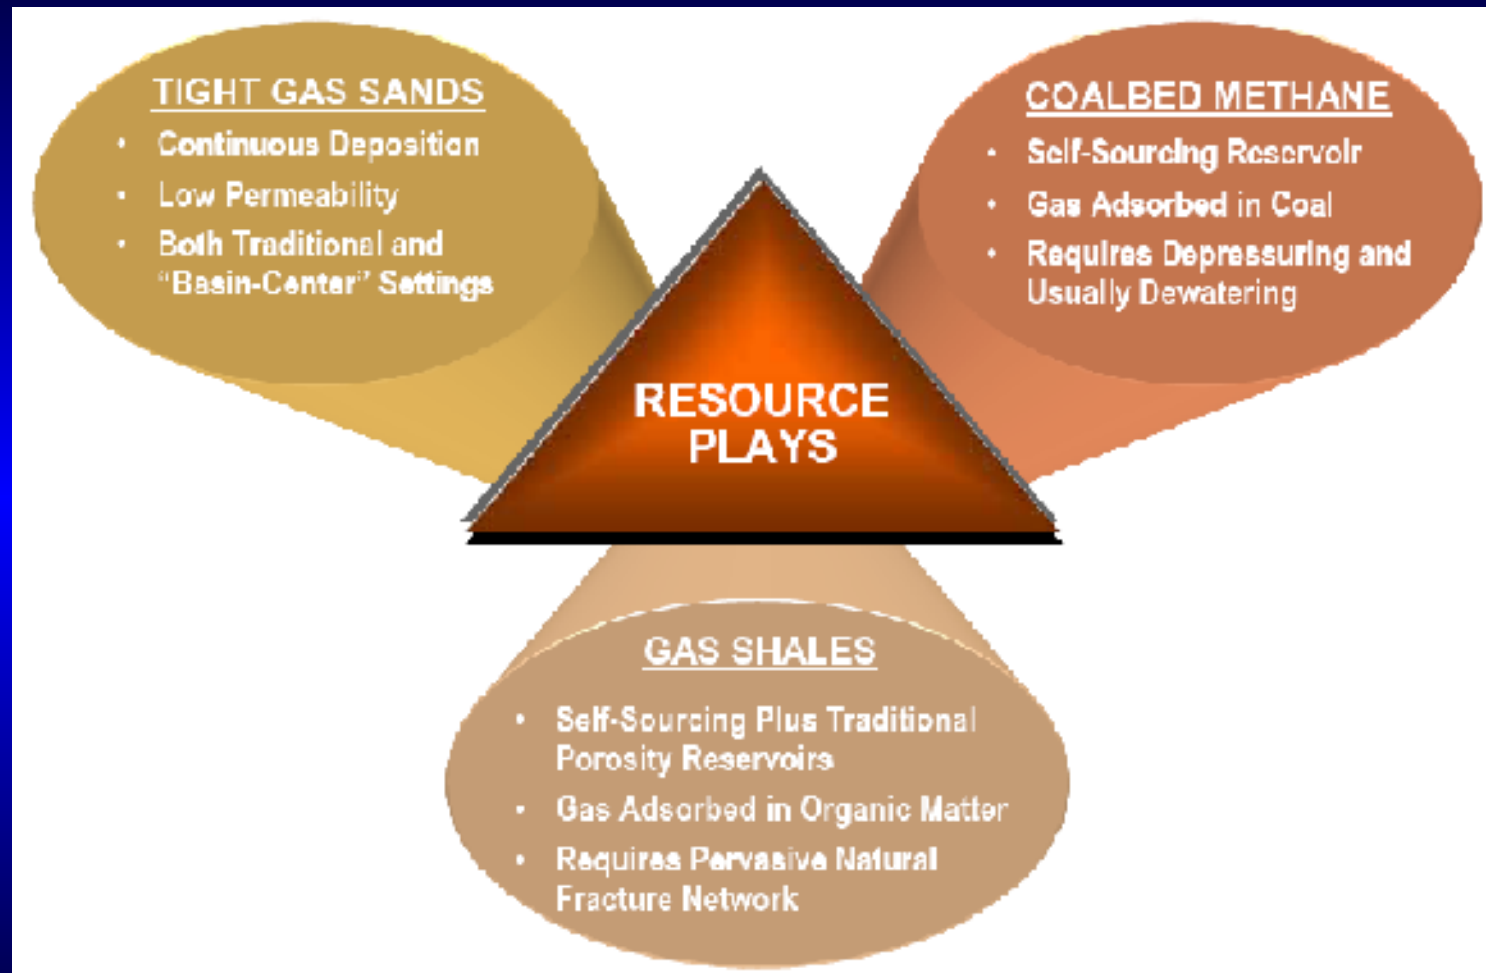 TIGHT GAS SANDS
• Continuous Deposition
• Low Permeability
• Both Traditional and
“Basin-Center” Settings
COALBED METHANE
• Self-Sourcing Reservoir
• Gas Adsorbed in Coal
• Requires Depressuring and
Usually Dewatering
RESOURCE
PLAYS
GAS SHALES
• Self-Sourcing Plus Traditional
Porosity Reservoirs
• Gas Adsorbed in Organic Matter
• Requires Pervasive Natural
Fracture Network